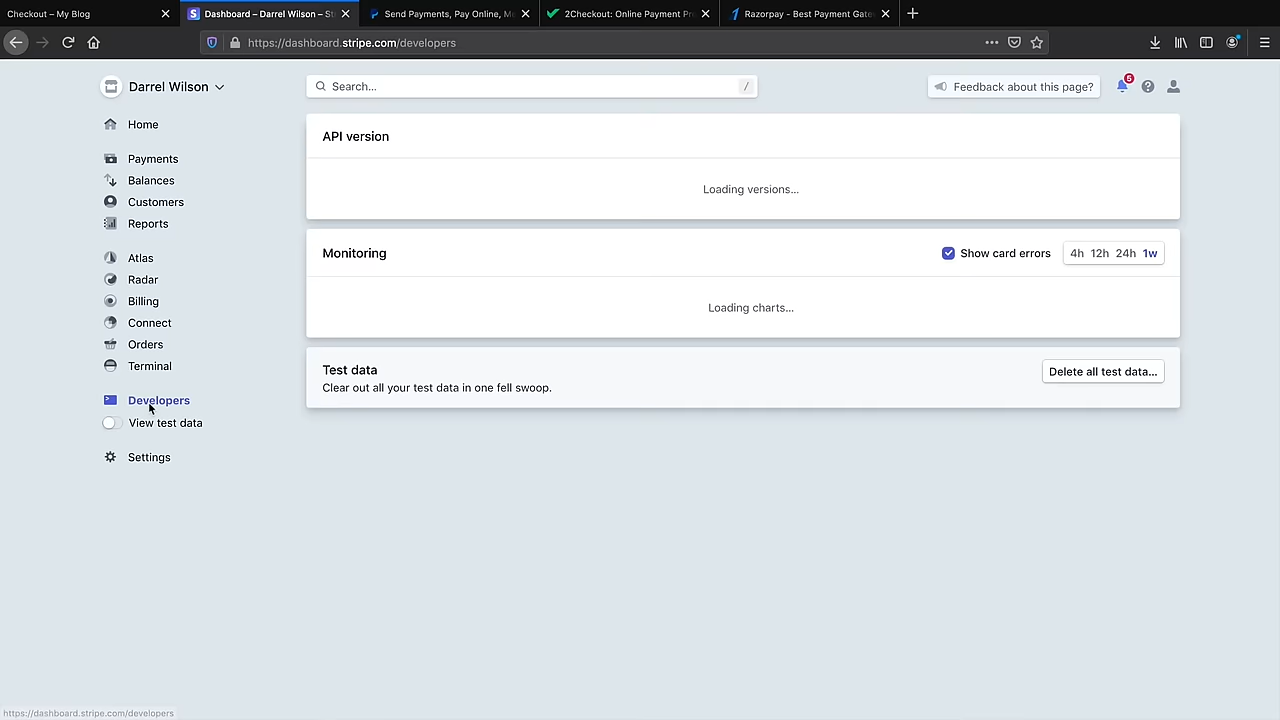 Checkout – My Blog
Dashboard – Darrel Wilson – St
Send Payments, Pay Online, M
2Checkout: Online Payment Pr
Razorpay - Best Payment Gate
https://dashboard.stripe.com/developers
Darrel Wilson
Search...
/
Feedback about this page?
5
Home
Payments
Balances
Customers
Reports
Atlas
Radar
Billing
Connect
Orders
Terminal
Developers
View test data
Settings
API version
Loading versions...
Monitoring
Show card errors
4h 12h 24h 1w
Loading charts...
Test data
Clear out all your test data in one fell swoop.
Delete all test data...
https://dashboard.stripe.com/developers